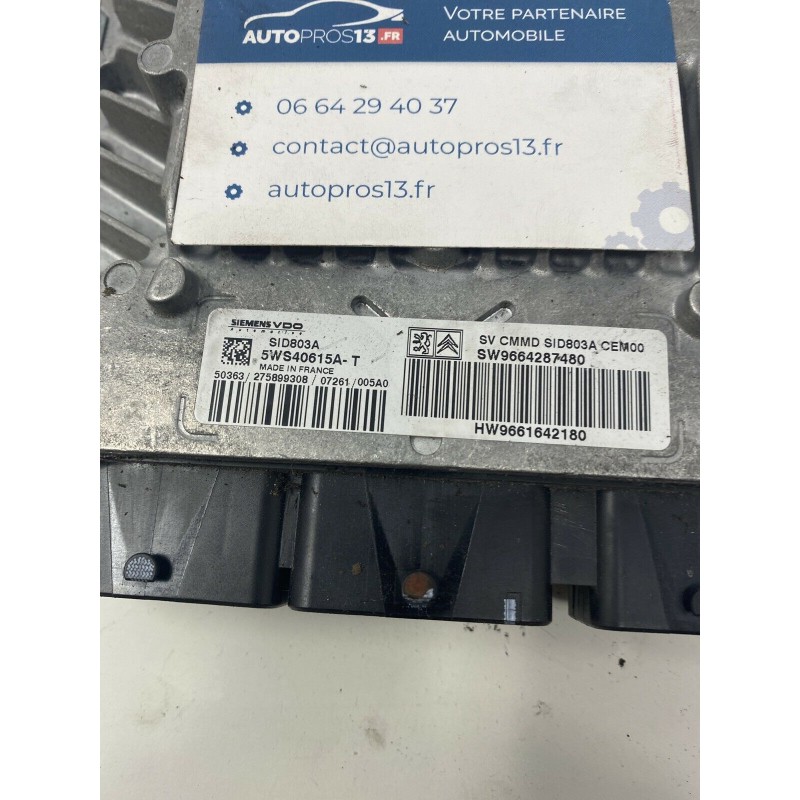 AUTOPROS13.FR
VOTRE PARTENAIRE
AUTOMOBILE
06 64 29 40 37
contact@autopros13.fr
autopros13.fr
SIEMENS VDO
Automotive
SID803A
5WS40615A-T
MADE IN FRANCE
50363/275899308/07261/005A0
SV CMMD SID803A CEM00
SW9664287480
HW9661642180